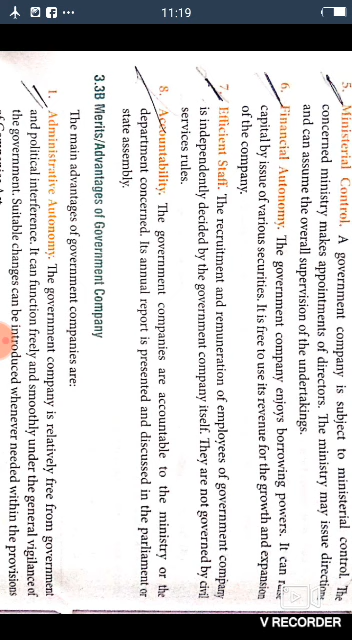 11:19
5. Ministerial Control. A government company is subject to ministerial control. The
concerned ministry makes appointments of directors. The ministry may issue directions
and can assume the overall supervision of the undertakings.
6. Financial Autonomy. The government company enjoys borrowing powers. It can raise
capital by issue of various securities. It is free to use its revenue for the growth and expansion
of the company.
7. Efficient Staff. The recruitment and remuneration of employees of government company
is independently decided by the government company itself. They are not governed by civil
services rules.
8. Accountability. The government companies are accountable to the ministry or the
department concerned. Its annual report is presented and discussed in the parliament or
state assembly.
3.3B Merits/Advantages of Government Company
The main advantages of government companies are:
1. Administrative Autonomy. The government company is relatively free from government
and political interference. It can function freely and smoothly under the general vigilance of
the government. Suitable changes can be introduced whenever needed within the provisions
V RECORDER